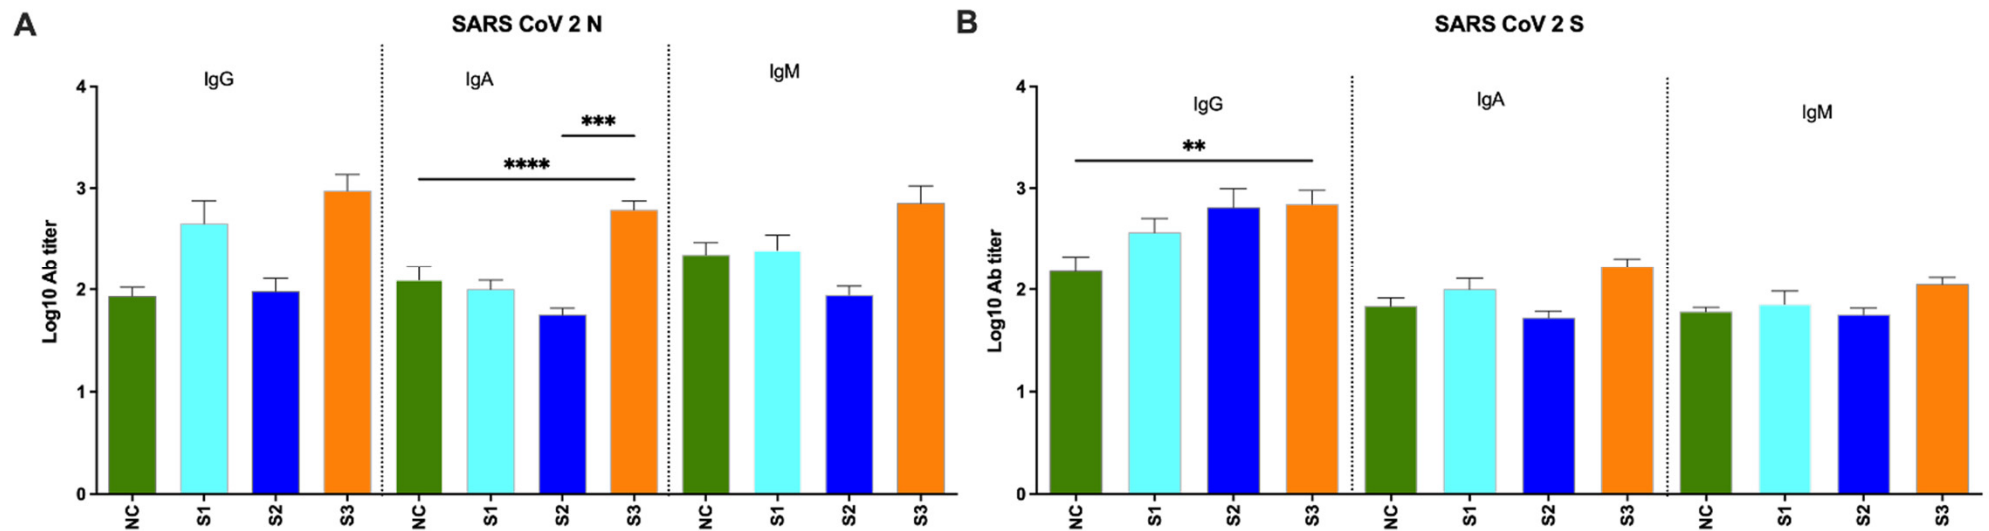 A
SARS CoV 2 N
IgG
IgA
IgM
Log10 Ab titer
4
3
2
1
0
***
****
NC
S1
S2
S3
NC
S1
S2
S3
NC
S1
S2
S3
B
SARS CoV 2 S
IgG
IgA
IgM
Log10 Ab titer
4
3
2
1
0
**
NC
S1
S2
S3
NC
S1
S2
S3
NC
S1
S2
S3